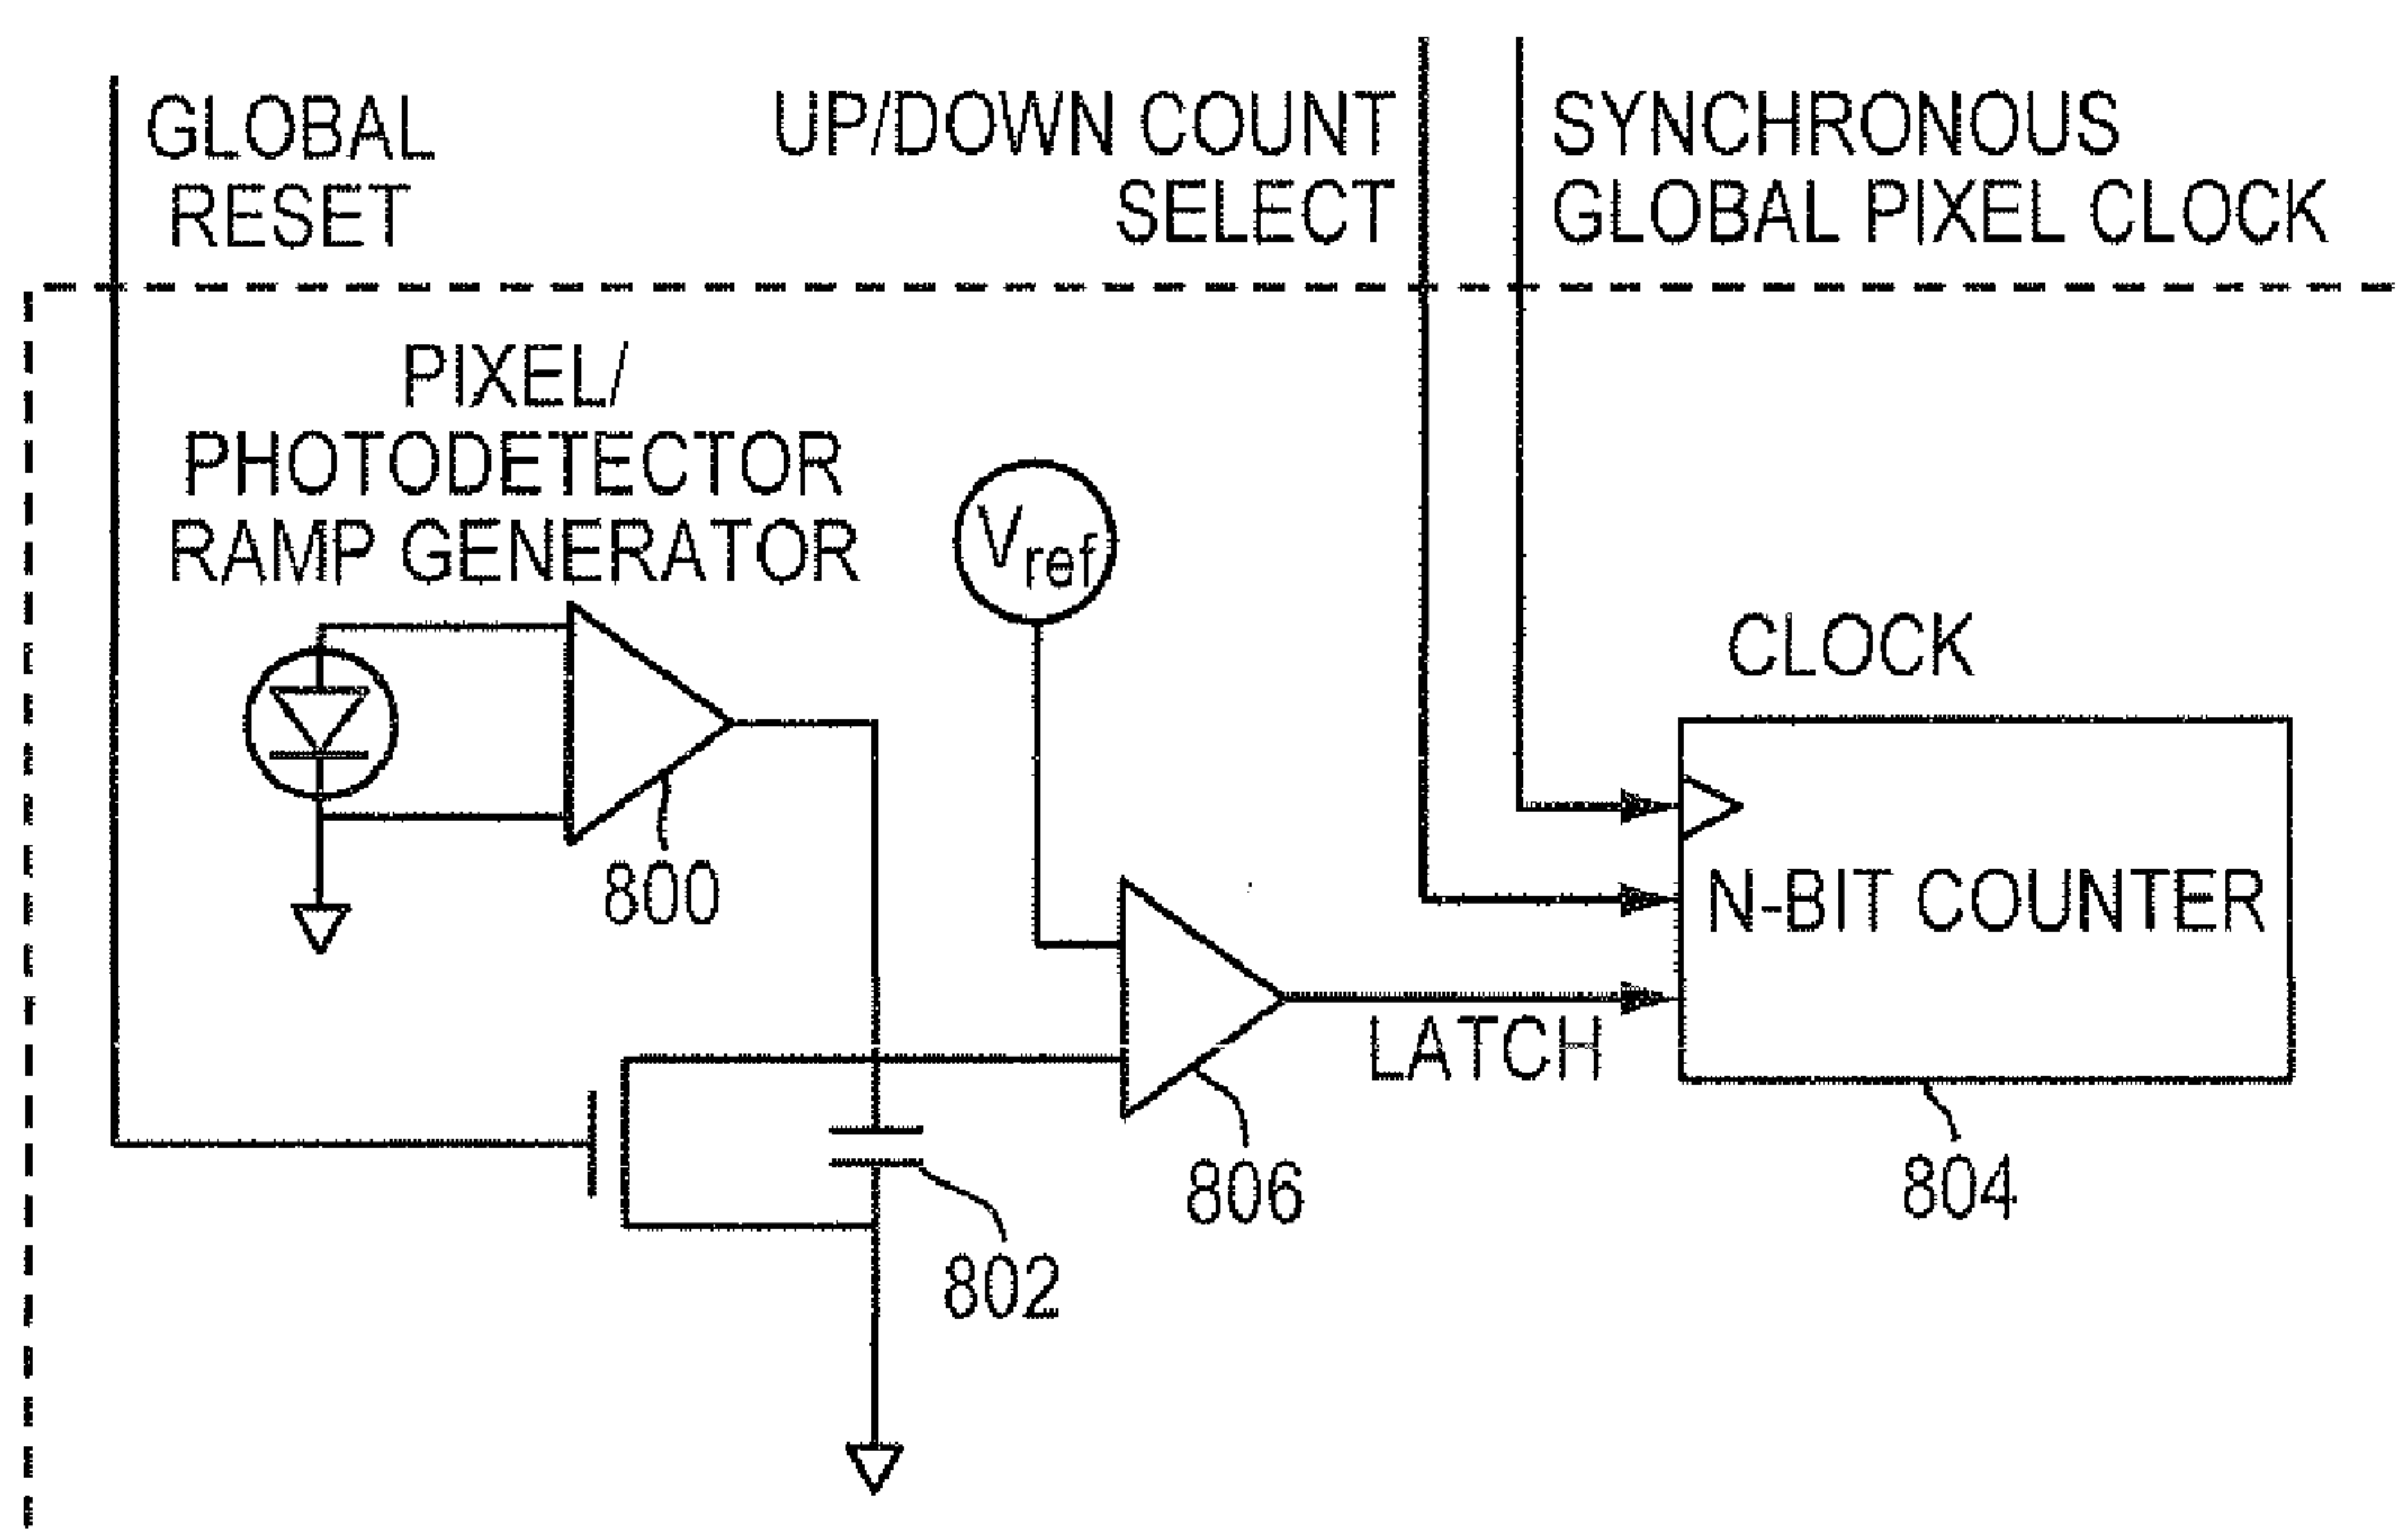 GLOBAL
RESET
UP/DOWN COUNT
SELECT
SYNCHRONOUS
GLOBAL PIXEL CLOCK
PIXEL/
PHOTODETECTOR
RAMP GENERATOR
Vref
CLOCK
800
N-BIT COUNTER
LATCH
806
804
802